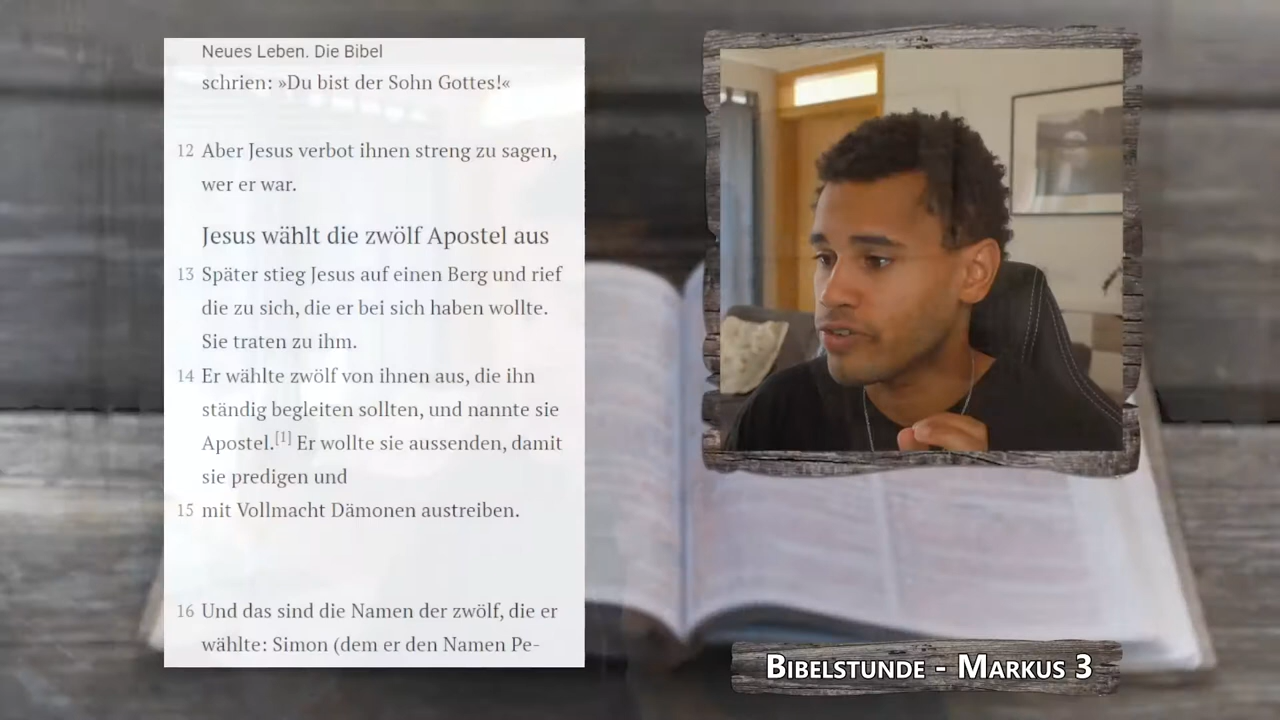 Neues Leben. Die Bibel
schrien: »Du bist der Sohn Gottes!«
12 Aber Jesus verbot ihnen streng zu sagen,
wer er war.
Jesus wählt die zwölf Apostel aus
13 Später stieg Jesus auf einen Berg und rief
die zu sich, die er bei sich haben wollte.
Sie traten zu ihm.
14 Er wählte zwölf von ihnen aus, die ihn
ständig begleiten sollten, und nannte sie
Apostel.[1] Er wollte sie aussenden, damit
sie predigen und
15 mit Vollmacht Dämonen austreiben.
16 Und das sind die Namen der zwölf, die er
wählte: Simon (dem er den Namen Pe-
BIBELSTUNDE - MARKUS 3